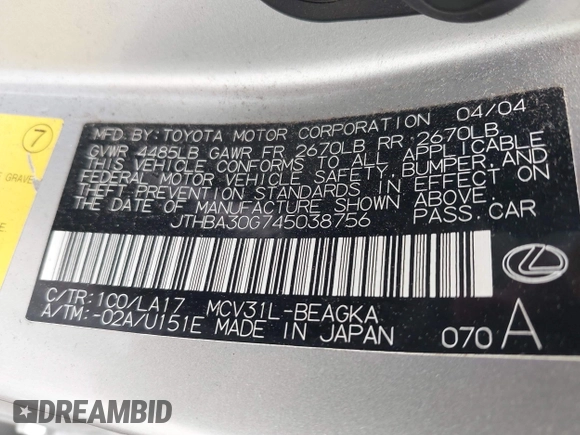 7
T GRAVE
MFD. BY: TOYOTA MOTOR CORPORATION 04/04
GVWR 4485LB GAWR FR 2670LB RR 2670LB
THIS VEHICLE CONFORMS TO ALL APPLICABLE
FEDERAL MOTOR VEHICLE SAFETY, BUMPER, AND
THEFT PREVENTION STANDARDS IN EFFECT ON
THE DATE OF MANUFACTURE SHOWN ABOVE.
JTHBA30G745038756 PASS. CAR
C/TR: 1C0/LA17 MCV31L-BEAGKA
A/TM: -02A/U151E MADE IN JAPAN
070 A
DREAMBID